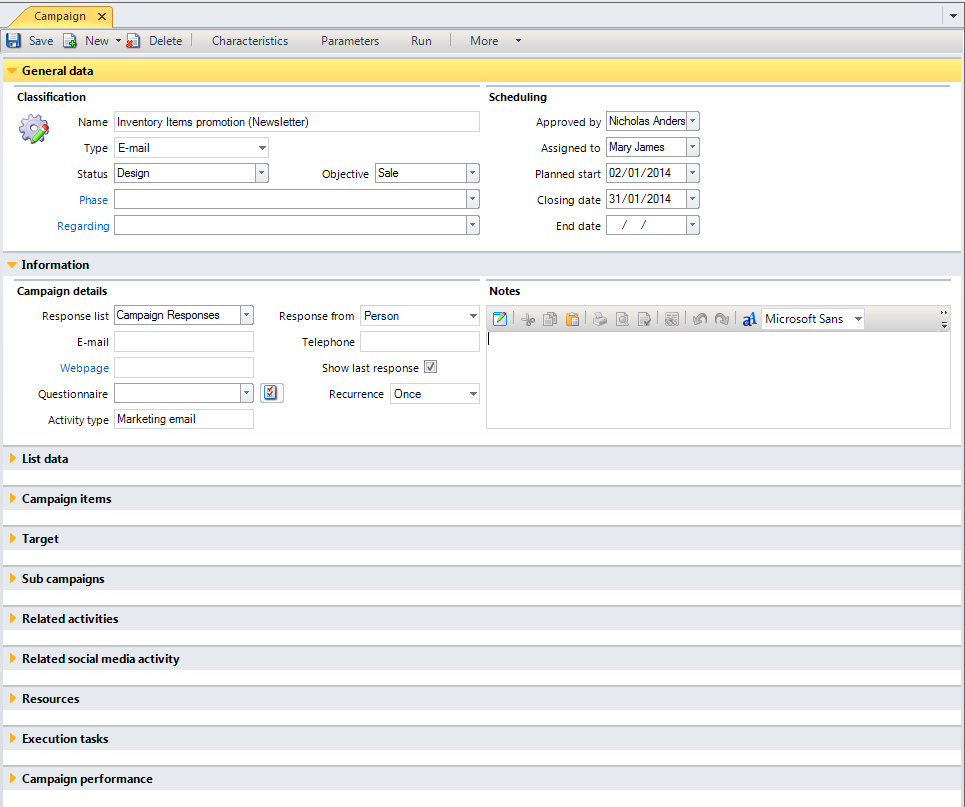 Campaign
Save New Delete Characteristics Parameters Run More
General data
Classification
Name Inventory Items promotion (Newsletter)
Type E-mail
Status Design Objective Sale
Phase
Regarding
Scheduling
Approved by Nicholas Anders
Assigned to Mary James
Planned start 02/01/2014
Closing date 31/01/2014
End date / /
Information
Campaign details
Response list Campaign Responses Response from Person
E-mail Telephone
Webpage Show last response
Questionnaire Recurrence Once
Activity type Marketing email
Notes
Microsoft Sans
List data
Campaign items
Target
Sub campaigns
Related activities
Related social media activity
Resources
Execution tasks
Campaign performance